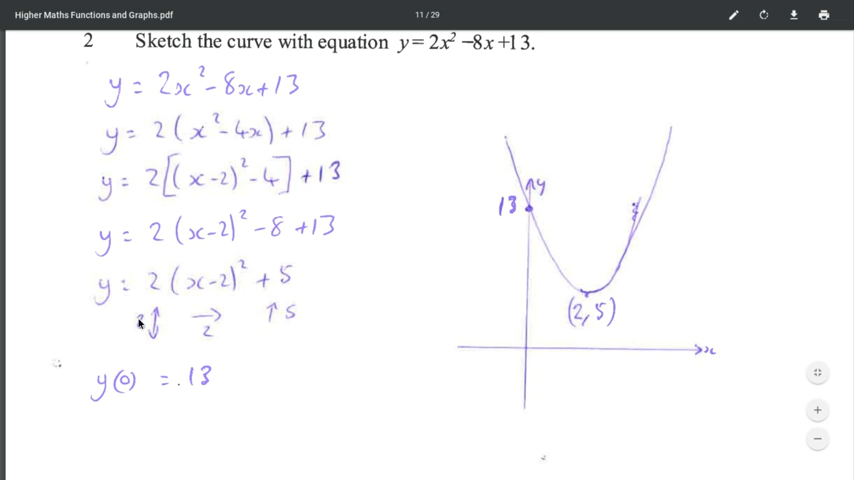 Higher Maths Functions and Graphs.pdf
11 / 29
2 Sketch the curve with equation y = 2x² − 8x + 13.
y = 2x² - 8x + 13
y = 2(x² - 4x) + 13
y = 2[(x-2)² - 4] + 13
y = 2(x-2)² - 8 + 13
y = 2(x-2)² + 5
↕ → 2 ↑ 5
y(0) = 13
y
13
(2,5)
x